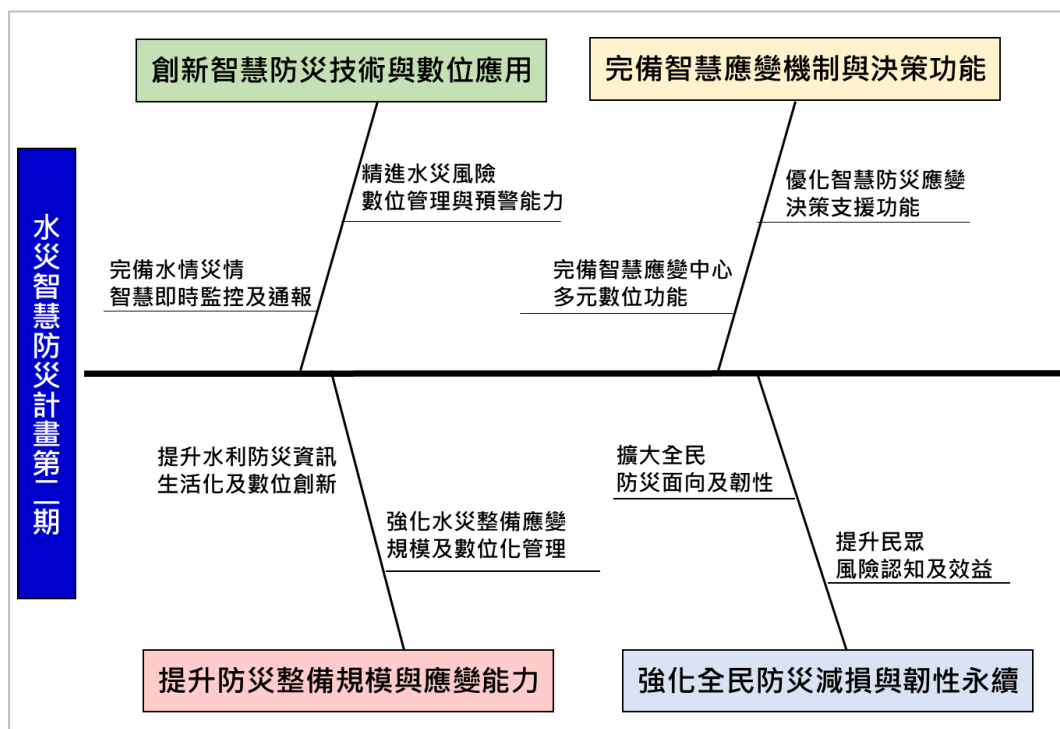 創新智慧防災技術與數位應用
完備智慧應變機制與決策功能
水災智慧防災計畫第二期
精進水災風險
數位管理與預警能力
優化智慧防災應變
決策支援功能
完備水情災情
智慧即時監控及通報
完備智慧應變中心
多元數位功能
提升水利防災資訊
生活化及數位創新
擴大全民
防災面向及韌性
強化水災整備應變
規模及數位化管理
提升民眾
風險認知及效益
提升防災整備規模與應變能力
強化全民防災減損與韌性永續